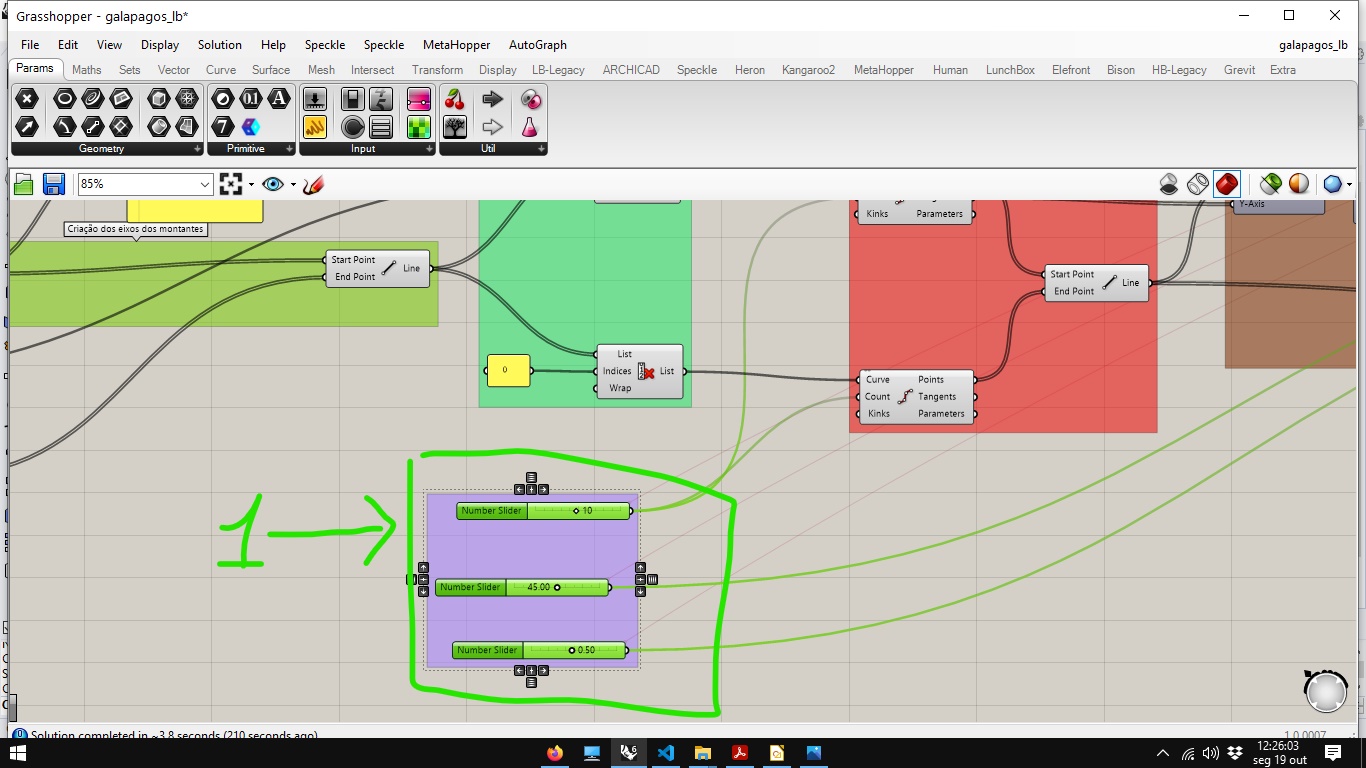 Grasshopper - galapagos_lb*
File Edit View Display Solution Help Speckle Speckle MetaHopper AutoGraph galapagos_lb
Params Maths Sets Vector Curve Surface Mesh Intersect Transform Display LB-Legacy ARCHICAD Speckle Heron Kangaroo2 MetaHopper Human LunchBox Elefront Bison HB-Legacy Grevit Extra
Geometry Primitive Input Util
85%
Criação dos eixos dos montantes
Start Point
End Point
Line
0
List
Indices
Wrap
List
Kinks Parameters
Y-Axis
Start Point
End Point
Line
Curve Points
Count Tangents
Kinks Parameters
1
Number Slider 10
Number Slider 45.00
Number Slider 0.50
Solution completed in ~3.8 seconds (210 seconds ago)
1.0.0007
12:26:03
seg 19 out